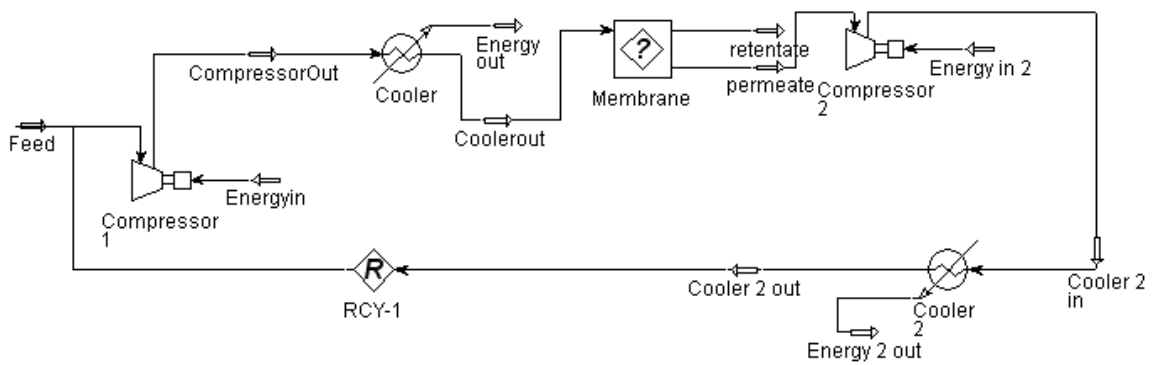 Energy
out
retentate
Energy in 2
CompressorOut
Cooler
?
Membrane
permeate
Compressor
2
Feed
Coolerout
Energyin
Compressor
1
R
RCY-1
Cooler 2 out
Cooler
2
Cooler 2
in
Energy 2 out